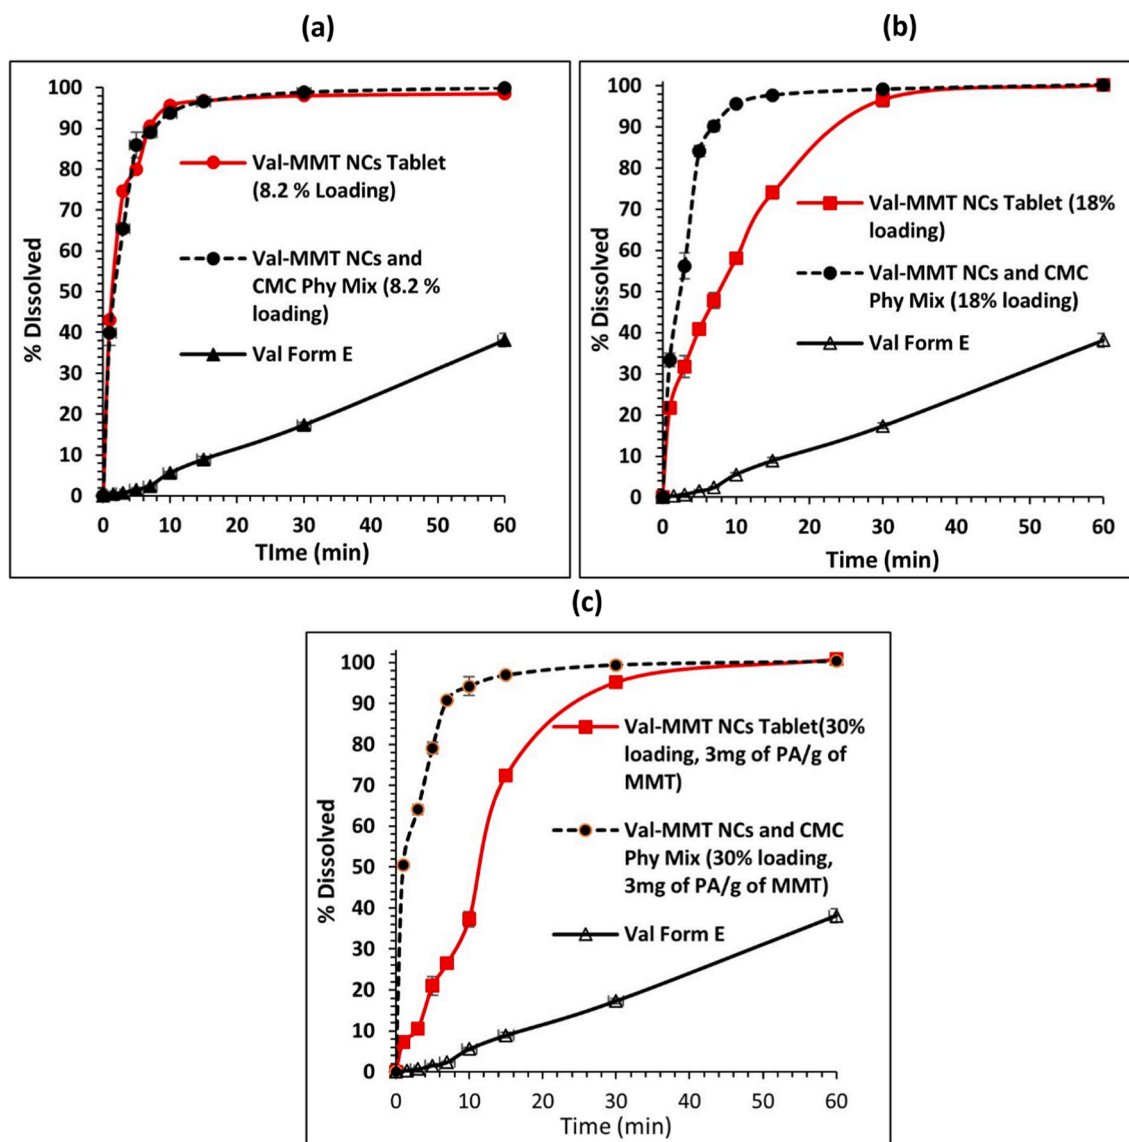 (a)
100
90
80
70
60
50
40
30
20
10
0
% Dissolved
Val-MMT NCs Tablet
(8.2 % Loading)
Val-MMT NCs and
CMC Phy Mix (8.2 %
loading)
Val Form E
0 10 20 30 40 50 60
TIme (min)
(b)
100
90
80
70
60
50
40
30
20
10
0
% Dissolved
Val-MMT NCs Tablet (18%
loading)
Val-MMT NCs and CMC
Phy Mix (18% loading)
Val Form E
0 10 20 30 40 50 60
Time (min)
(c)
100
90
80
70
60
50
40
30
20
10
0
% Dissolved
Val-MMT NCs Tablet(30%
loading, 3mg of PA/g of
MMT)
Val-MMT NCs and CMC
Phy Mix (30% loading,
3mg of PA/g of MMT)
Val Form E
0 10 20 30 40 50 60
Time (min)